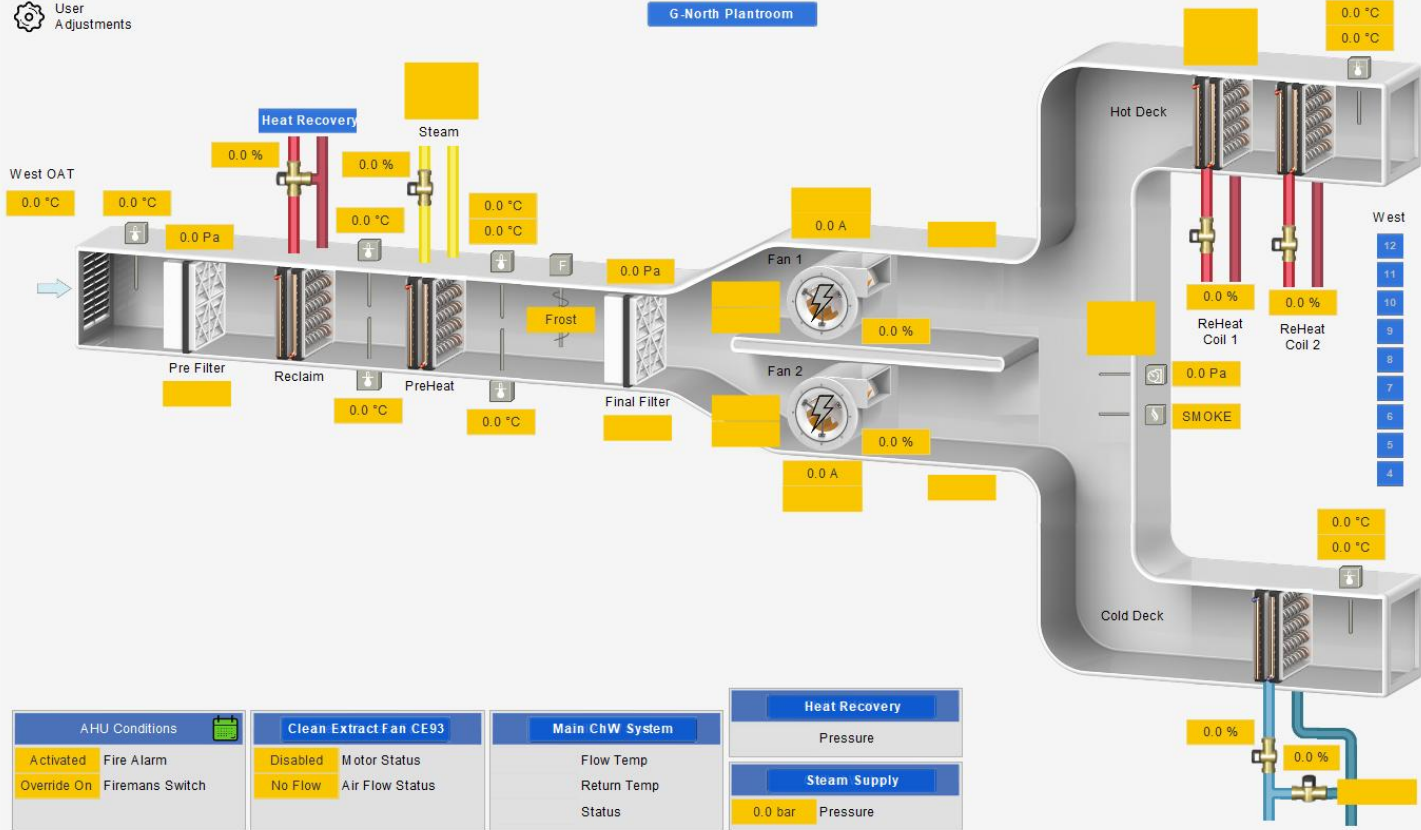 User
Adjustments
G-North Plantroom
0.0 °C
0.0 °C
Hot Deck
Heat Recovery
Steam
0.0 %
0.0 %
West OAT
0.0 °C
0.0 °C
0.0 Pa
0.0 °C
0.0 °C
0.0 °C
F
Frost
0.0 Pa
0.0 A
Fan 1
0.0 %
West
12
11
10
9
8
7
6
5
4
0.0 %
ReHeat
Coil 1
0.0 %
ReHeat
Coil 2
Pre Filter
Reclaim
0.0 °C
PreHeat
0.0 °C
Final Filter
Fan 2
0.0 %
0.0 A
0.0 Pa
SMOKE
0.0 °C
0.0 °C
Cold Deck
0.0 %
0.0 %
AHU Conditions
Activated Fire Alarm
Override On Firemans Switch
Clean Extract Fan CE93
Disabled Motor Status
No Flow Air Flow Status
Main ChW System
Flow Temp
Return Temp
Status
Heat Recovery
Pressure
Steam Supply
0.0 bar Pressure